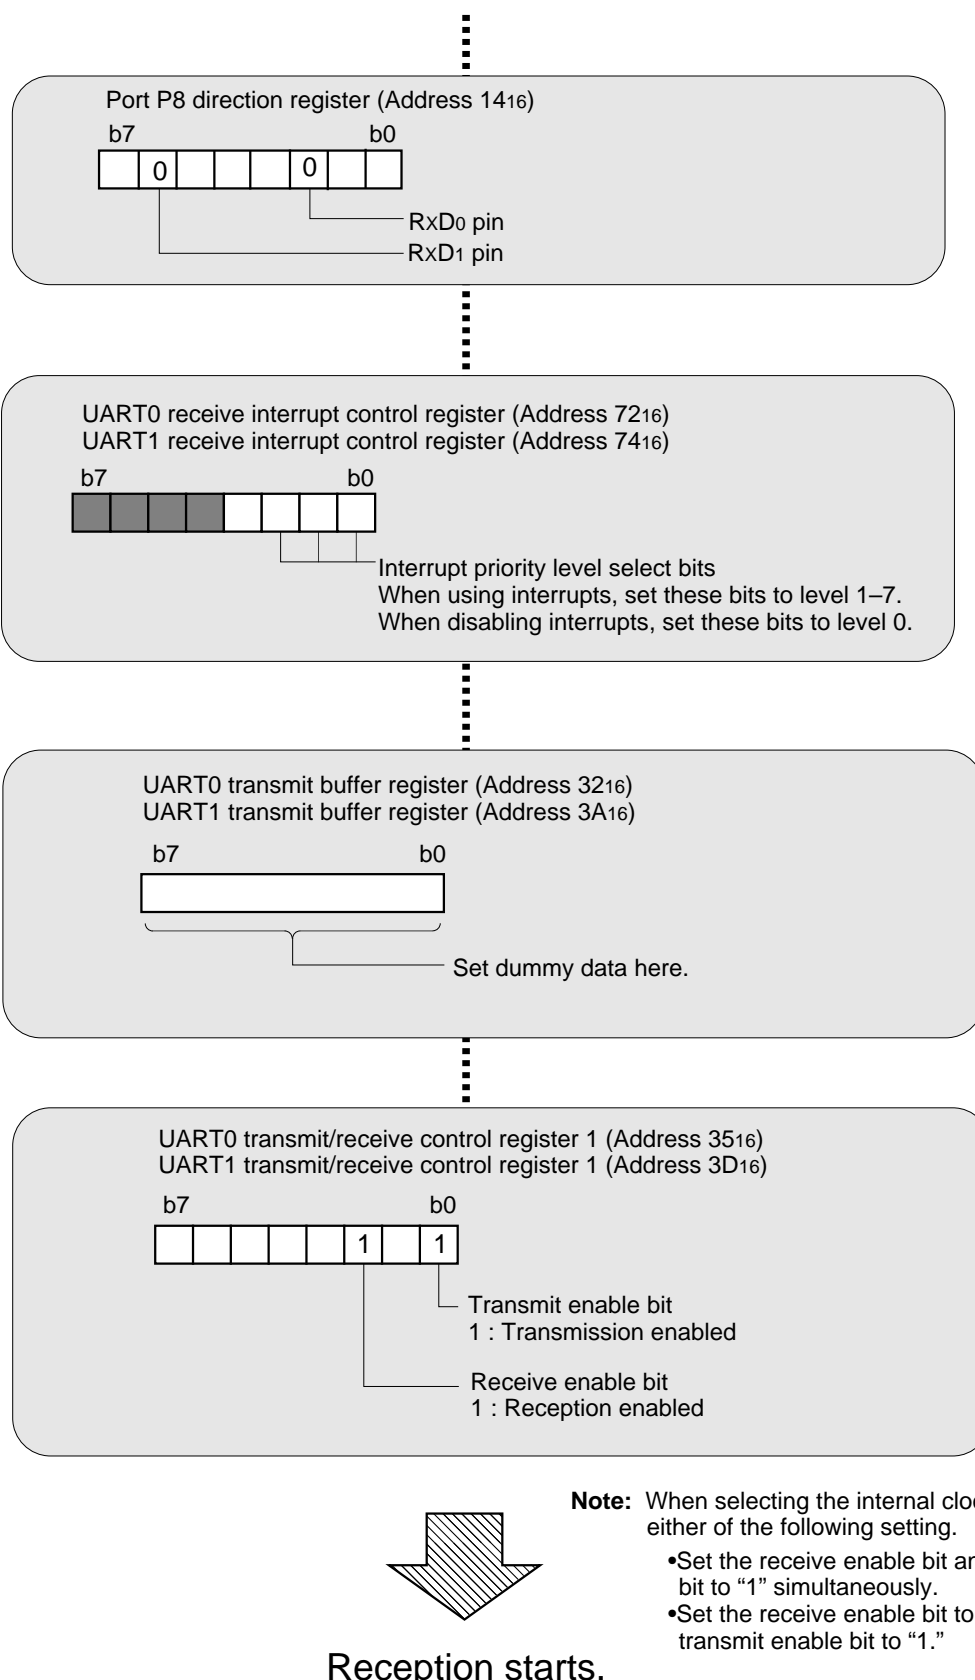 Port P8 direction register (Address 1416)
b7 b0
0 0
RxD0 pin
RxD1 pin
UART0 receive interrupt control register (Address 7216)
UART1 receive interrupt control register (Address 7416)
b7 b0
Interrupt priority level select bits
When using interrupts, set these bits to level 1–7.
When disabling interrupts, set these bits to level 0.
UART0 transmit buffer register (Address 3216)
UART1 transmit buffer register (Address 3A16)
b7 b0
Set dummy data here.
UART0 transmit/receive control register 1 (Address 3516)
UART1 transmit/receive control register 1 (Address 3D16)
b7 b0
1 1
Transmit enable bit
1 : Transmission enabled
Receive enable bit
1 : Reception enabled
Note: When selecting the internal
either of the following setting.
•Set the receive enable bit
bit to “1” simultaneously.
•Set the receive enable bit to
transmit enable bit to “1.”
Reception starts.